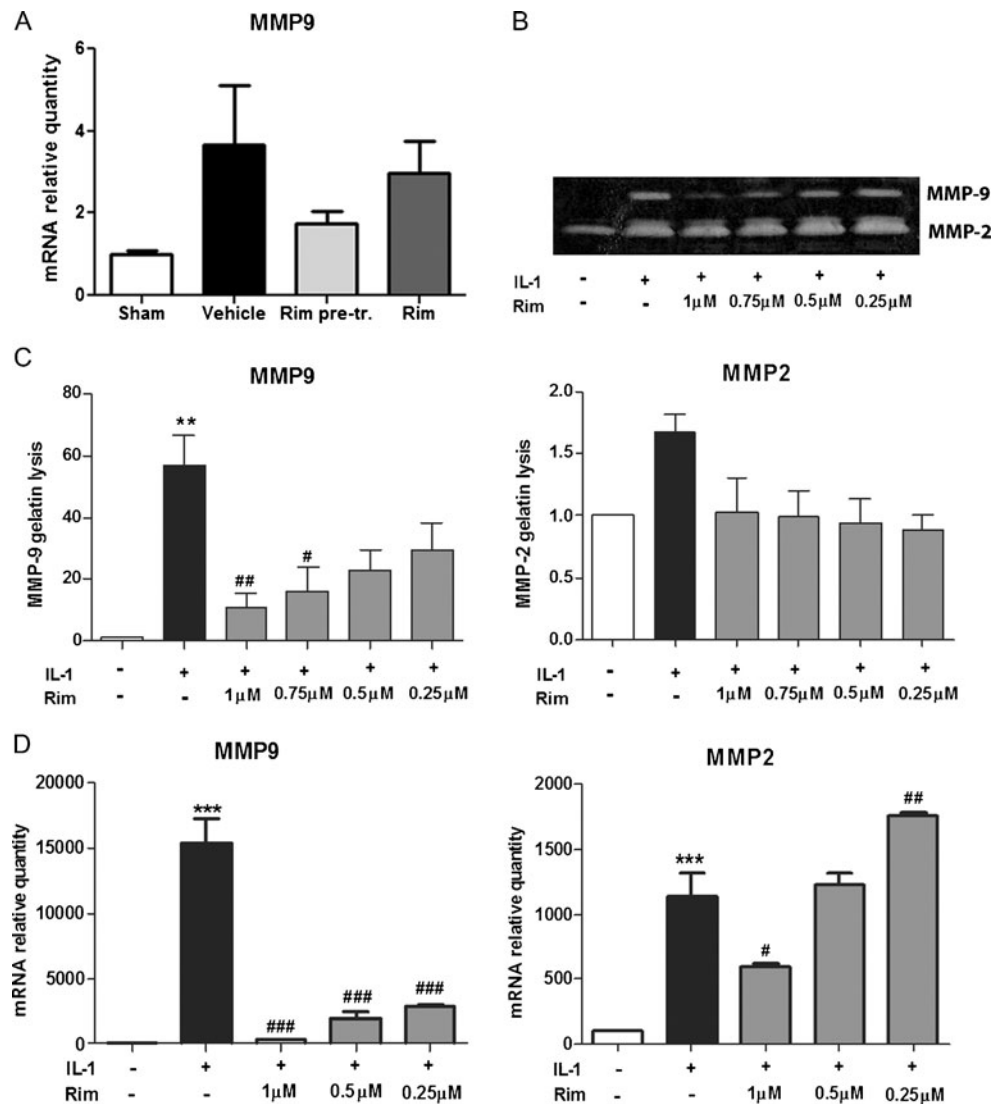 A
MMP9
mRNA relative quantity
6
4
2
0
Sham Vehicle Rim pre-tr. Rim
B
MMP-9
MMP-2
IL-1 - + + + + +
Rim - - 1μM 0.75μM 0.5μM 0.25μM
C
MMP9
MMP-9 gelatin lysis
80
60
40
20
0
**
##
#
IL-1 - + + + + +
Rim - - 1μM 0.75μM 0.5μM 0.25μM
MMP2
MMP-2 gelatin lysis
2.0
1.5
1.0
0.5
0.0
IL-1 - + + + + +
Rim - - 1μM 0.75μM 0.5μM 0.25μM
D
MMP9
mRNA relative quantity
20000
15000
10000
5000
0
***
###
###
###
IL-1 - + + + +
Rim - - 1μM 0.5μM 0.25μM
MMP2
mRNA relative quantity
2000
1500
1000
500
0
***
#
##
IL-1 - + + + +
Rim - - 1μM 0.5μM 0.25μM